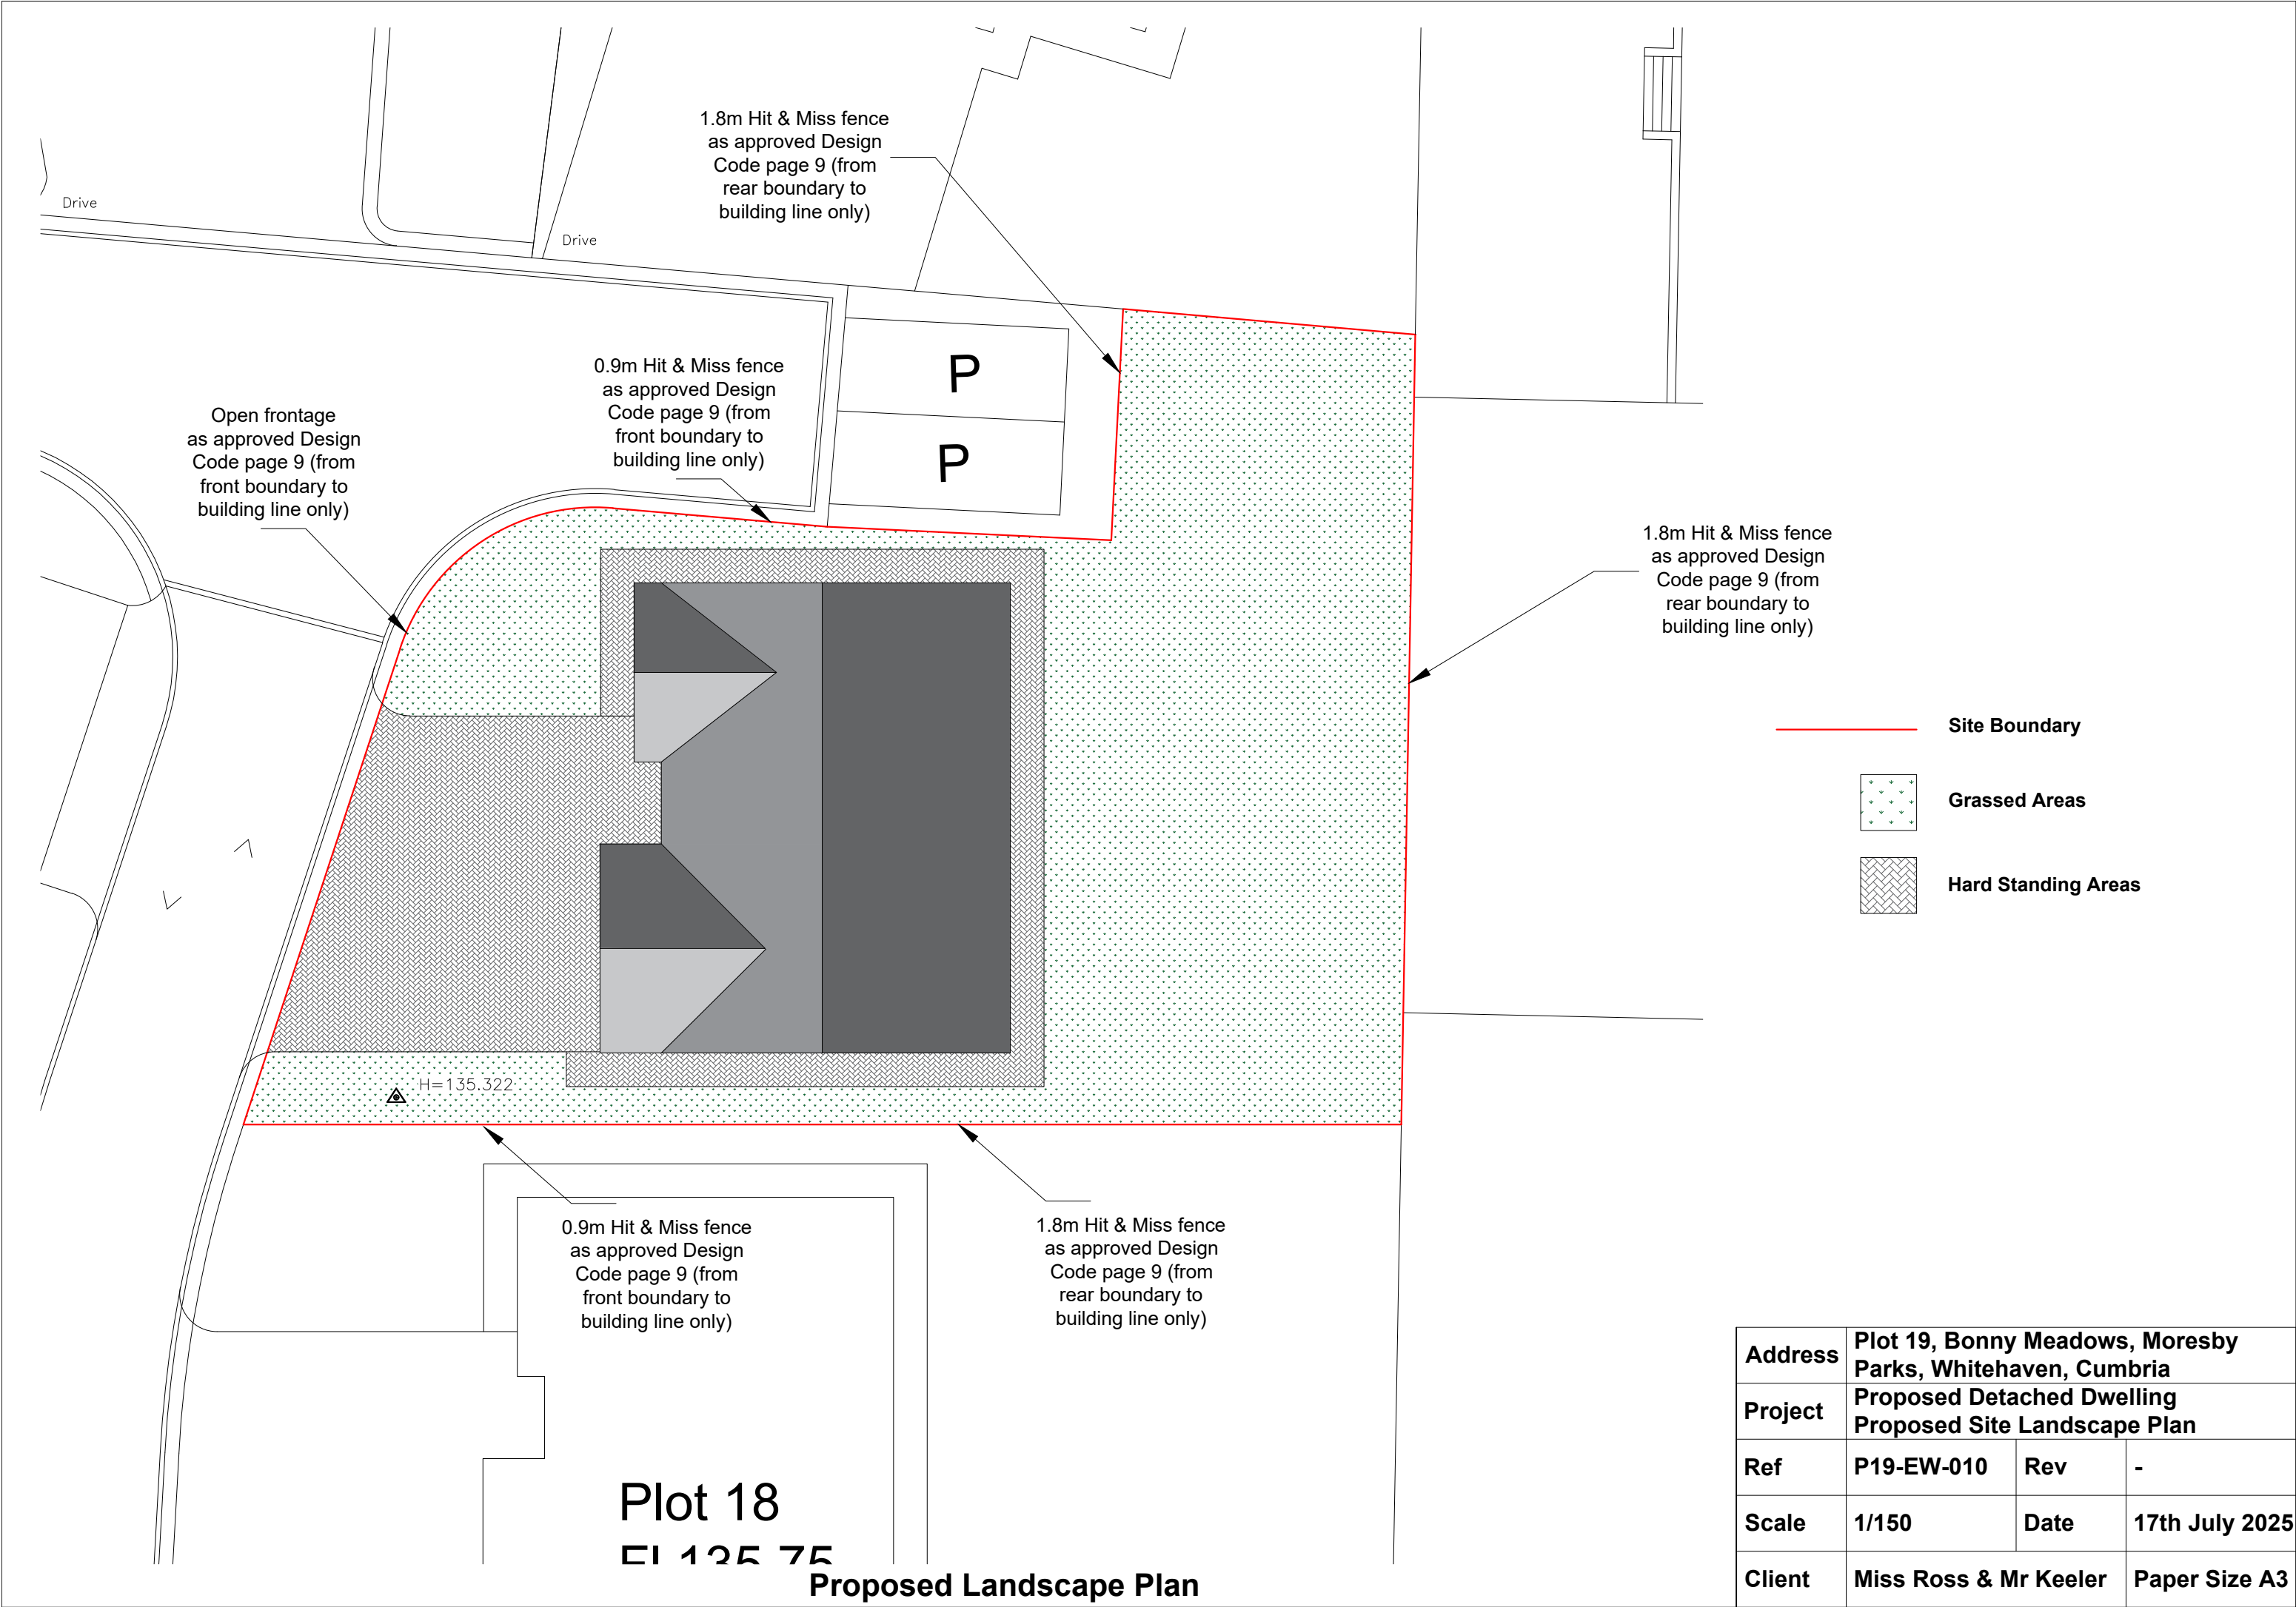 1.8m Hit & Miss fence
as approved Design
Code page 9 (from
rear boundary to
building line only)
Drive
Drive
0.9m Hit & Miss fence
as approved Design
Code page 9 (from
front boundary to
building line only)
P
P
Open frontage
as approved Design
Code page 9 (from
front boundary to
building line only)
1.8m Hit & Miss fence
as approved Design
Code page 9 (from
rear boundary to
building line only)
Site Boundary
Grassed Areas
Hard Standing Areas
H=135.322
0.9m Hit & Miss fence
as approved Design
Code page 9 (from
front boundary to
building line only)
1.8m Hit & Miss fence
as approved Design
Code page 9 (from
rear boundary to
building line only)
Plot 18
FL135.75
Proposed Landscape Plan
Address Plot 19, Bonny Meadows, Moresby
Parks, Whitehaven, Cumbria
Project Proposed Detached Dwelling
Proposed Site Landscape Plan
Ref P19-EW-010 Rev -
Scale 1/150 Date 17th July 2025
Client Miss Ross & Mr Keeler Paper Size A3